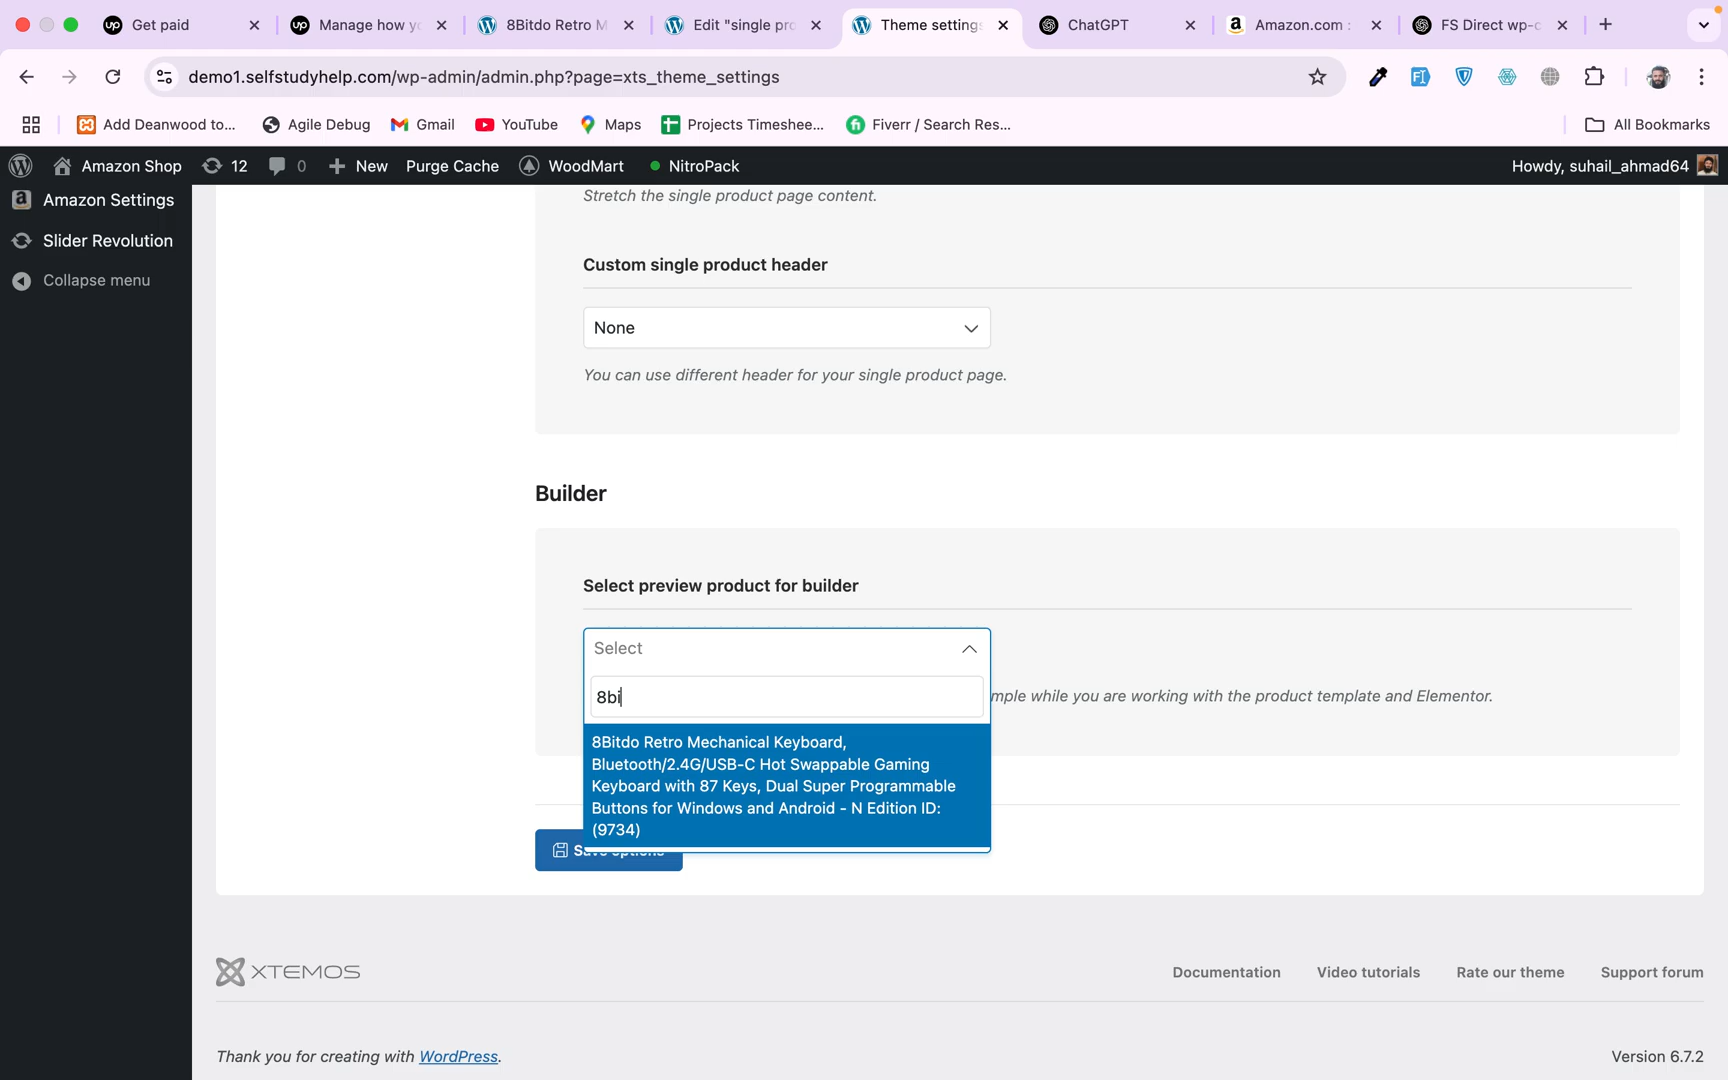 Get paid
Manage how yo
8Bitdo Retro M
Edit "single pro
Theme settings
ChatGPT
Amazon.com :
FS Direct wp-c
demo1.selfstudyhelp.com/wp-admin/admin.php?page=xts_theme_settings
Add Deanwood to...
Agile Debug
Gmail
YouTube
Maps
Projects Timeshee...
Fiverr / Search Res...
All Bookmarks
Amazon Shop
12
0
New
Purge Cache
WoodMart
NitroPack
Howdy, suhail_ahmad64
Amazon Settings
Slider Revolution
Collapse menu
Stretch the single product page content.
Custom single product header
None
You can use different header for your single product page.
Builder
Select preview product for builder
Select
8bi
mple while you are working with the product template and Elementor.
8Bitdo Retro Mechanical Keyboard,
Bluetooth/2.4G/USB-C Hot Swappable Gaming
Keyboard with 87 Keys, Dual Super Programmable
Buttons for Windows and Android - N Edition ID:
(9734)
Save options
XTEMOS
Documentation
Video tutorials
Rate our theme
Support forum
Thank you for creating with WordPress.
Version 6.7.2